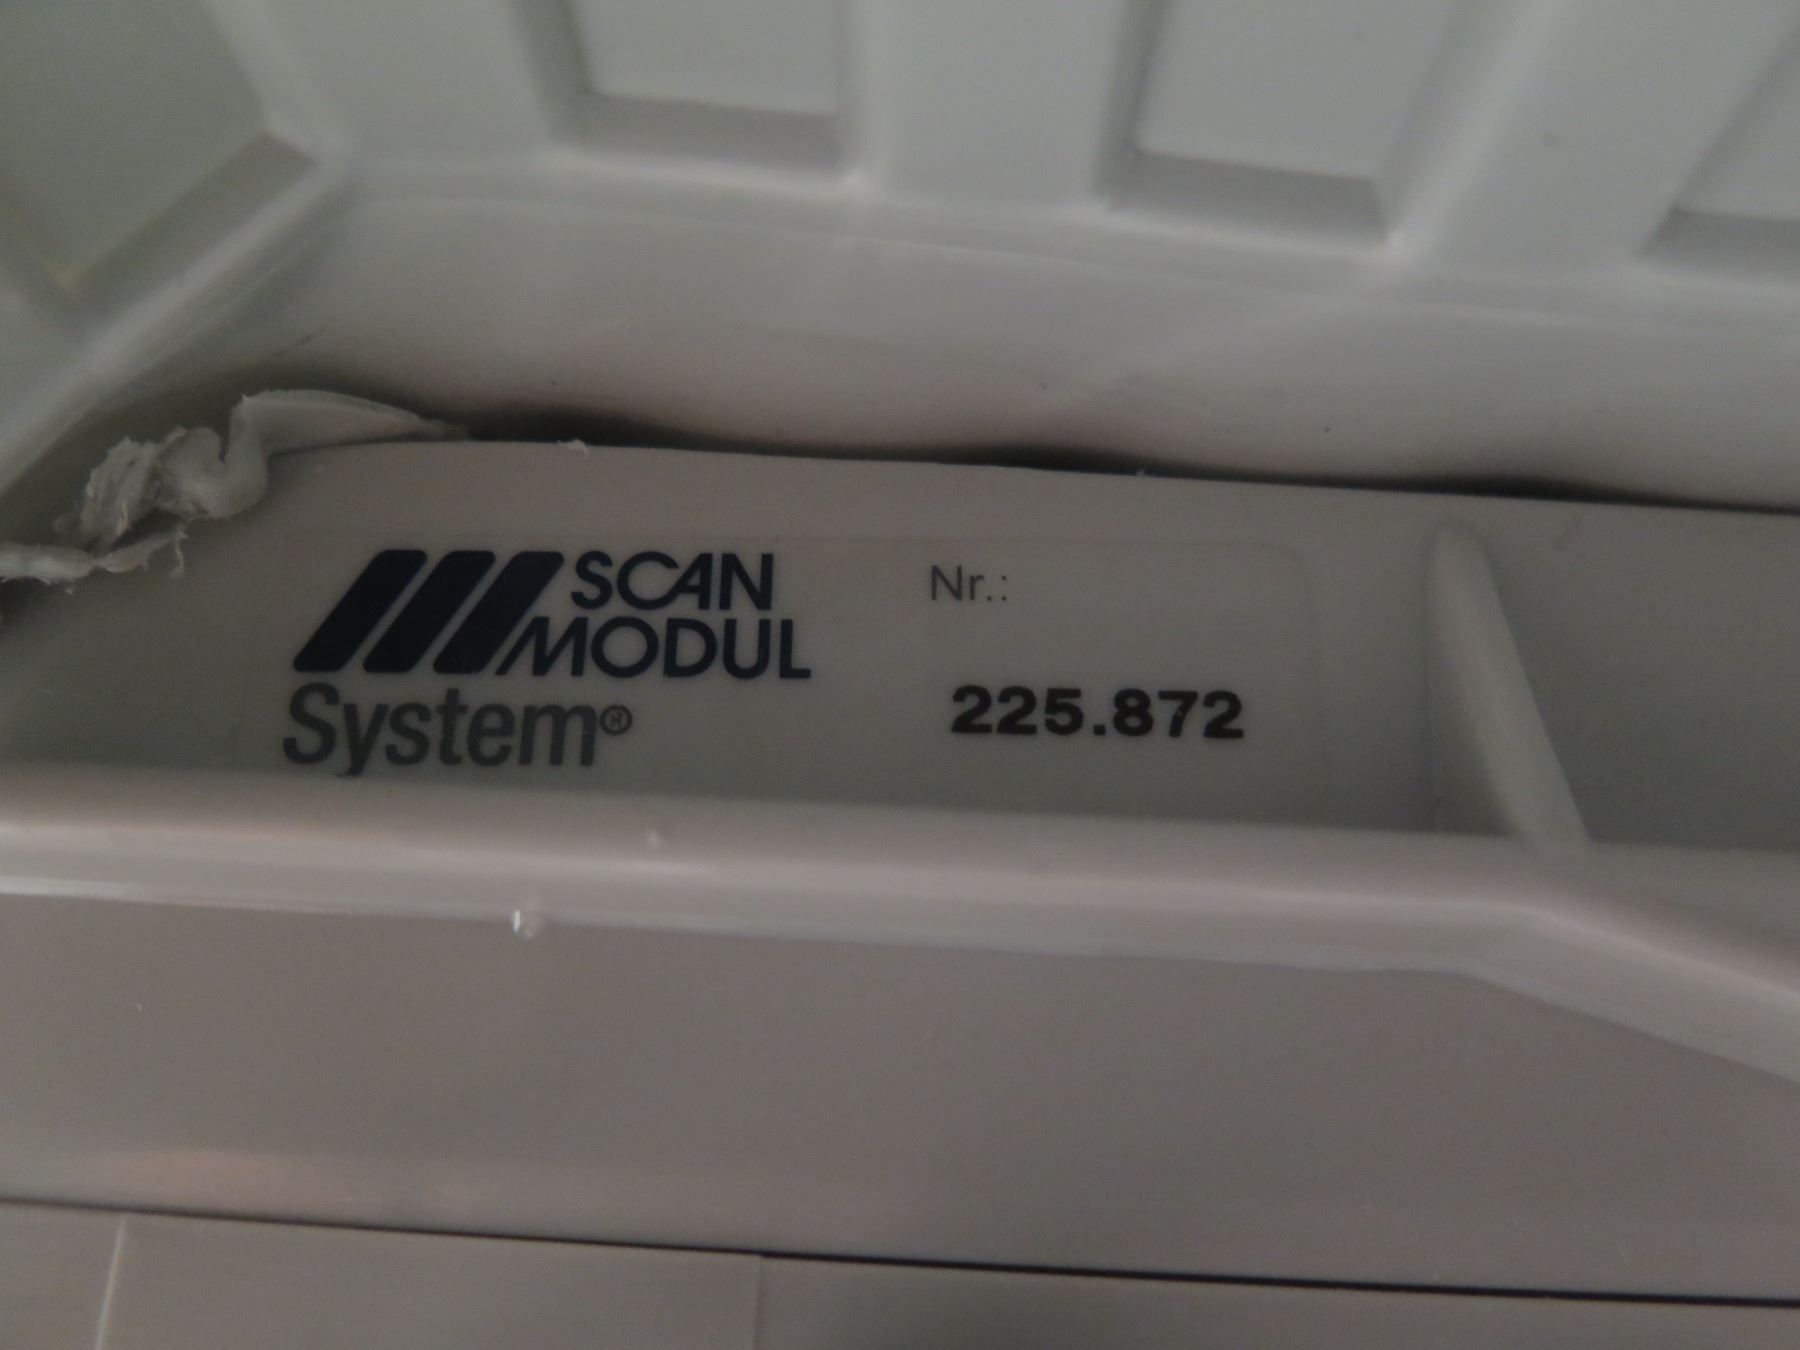 SCAN
MODUL
System®
Nr.:
225.872